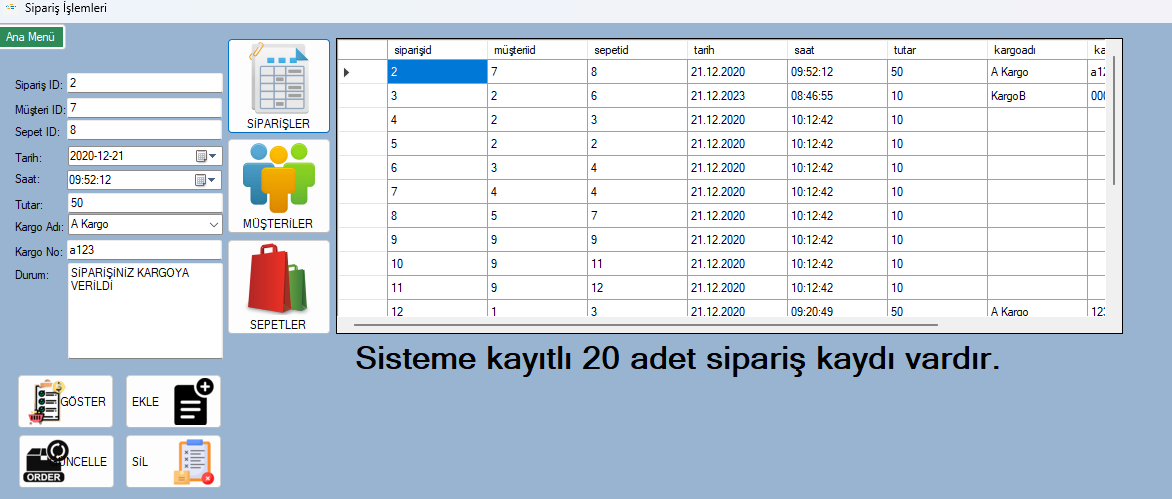 Sipariş İşlemleri
Ana Menü
Sipariş ID: 2
Müşteri ID: 7
Sepet ID: 8
Tarih: 2020-12-21
Saat: 09:52:12
Tutar: 50
Kargo Adı: A Kargo
Kargo No: a123
Durum: SİPARİŞİNİZ KARGOYA
VERİLDİ
GÖSTER
EKLE
ORDER
SİL
SİPARİŞLER
MÜŞTERİLER
SEPETLER
siparişid müşteriid sepetid tarih saat tutar kargoadı ka
2 7 8 21.12.2020 09:52:12 50 A Kargo a12
3 2 6 21.12.2023 08:46:55 10 KargoB 000
4 2 3 21.12.2020 10:12:42 10
5 2 2 21.12.2020 10:12:42 10
6 3 4 21.12.2020 10:12:42 10
7 4 4 21.12.2020 10:12:42 10
8 5 7 21.12.2020 10:12:42 10
9 9 9 21.12.2020 10:12:42 10
10 9 11 21.12.2020 10:12:42 10
11 9 12 21.12.2020 10:12:42 10
12 1 3 21.12.2020 09:20:49 50 A Kargo 123
Sisteme kayıtlı 20 adet sipariş kaydı vardır.